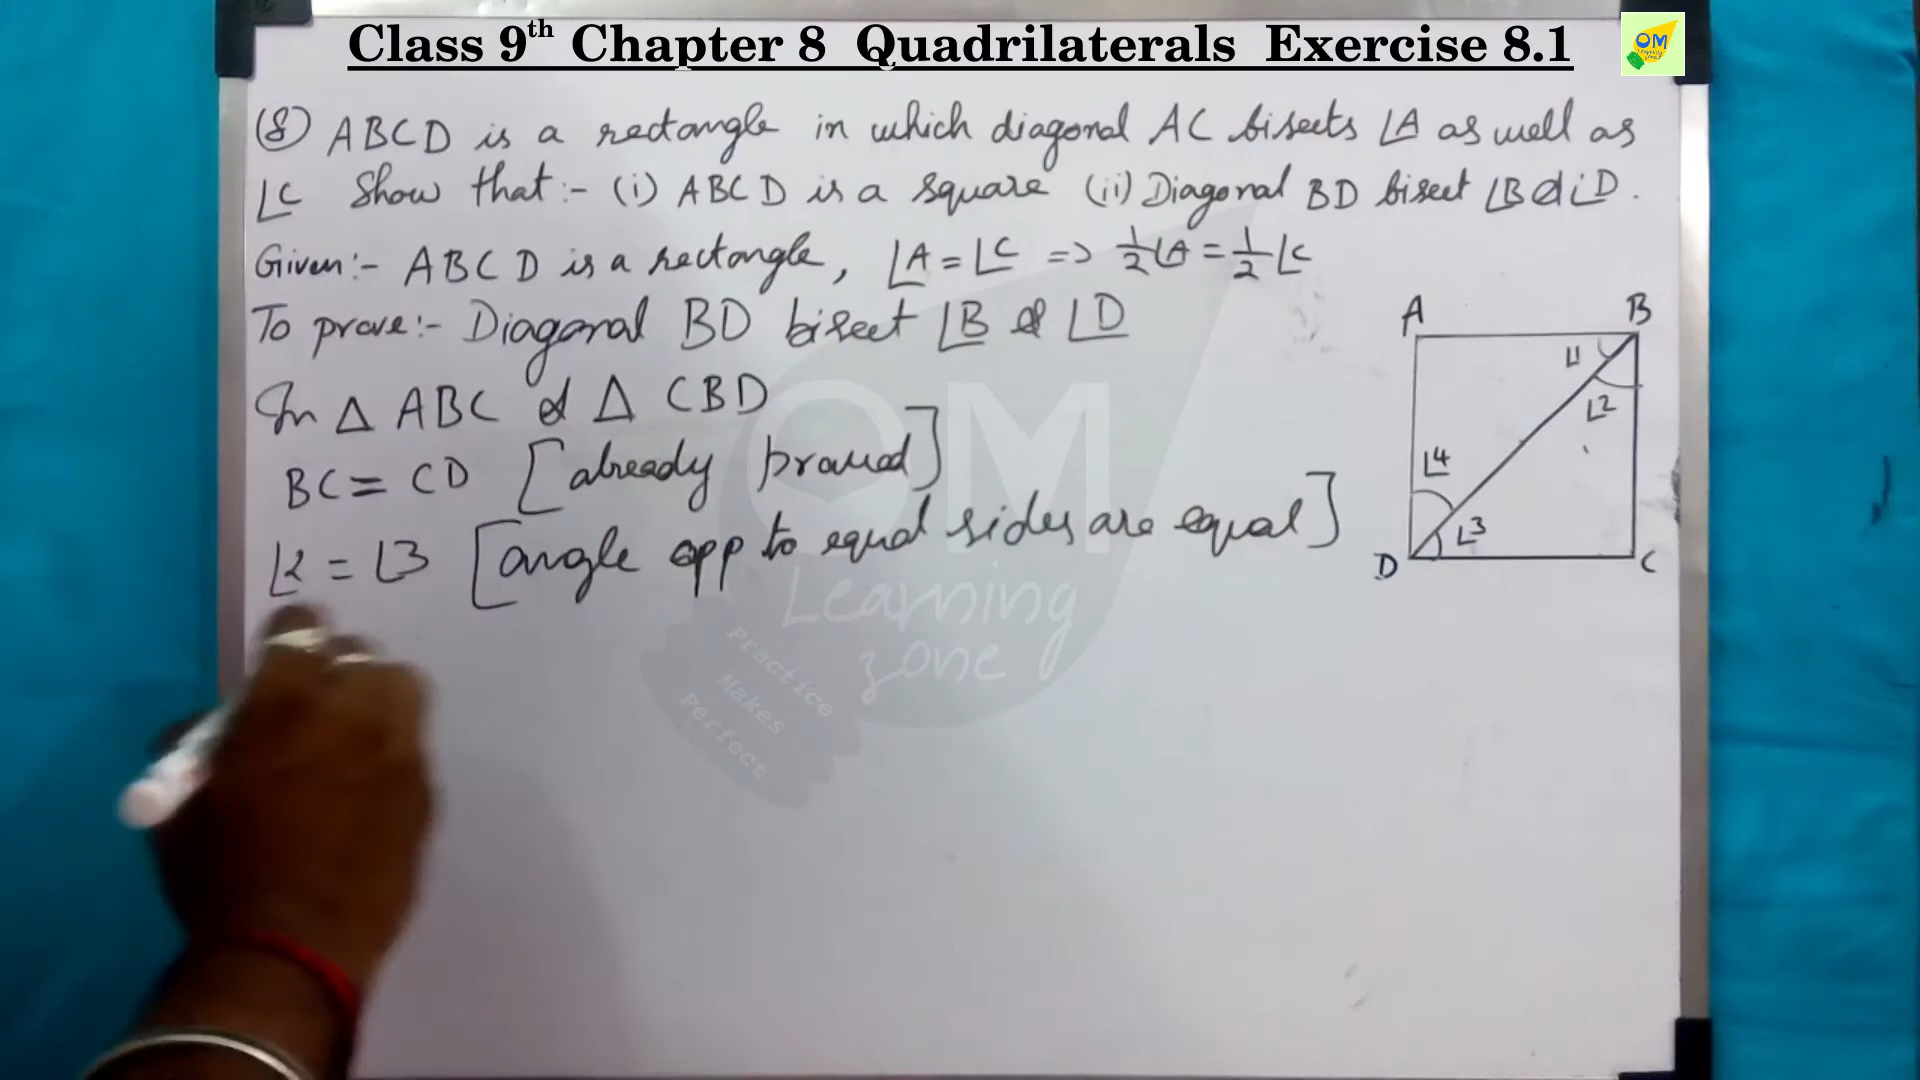 Class 9th Chapter 8 Quadrilaterals Exercise 8.1
OM
(8) ABCD is a rectangle in which diagonal AC bisects ∠A as well as
∠C Show that:- (i) ABCD is a square (ii) Diagonal BD bisect ∠B & ∠D.
Given:- ABCD is a rectangle, ∠A = ∠C => 1/2∠A = 1/2∠C
To prove:- Diagonal BD bisect ∠B & ∠D
In Δ ABC & Δ CBD
BC = CD [already proved]
∠2 = ∠3 [angle opp to equal sides are equal]
A B
∠1
∠2
∠4
∠3
D C
OM
Learning
zone
Practice
Makes
Perfect